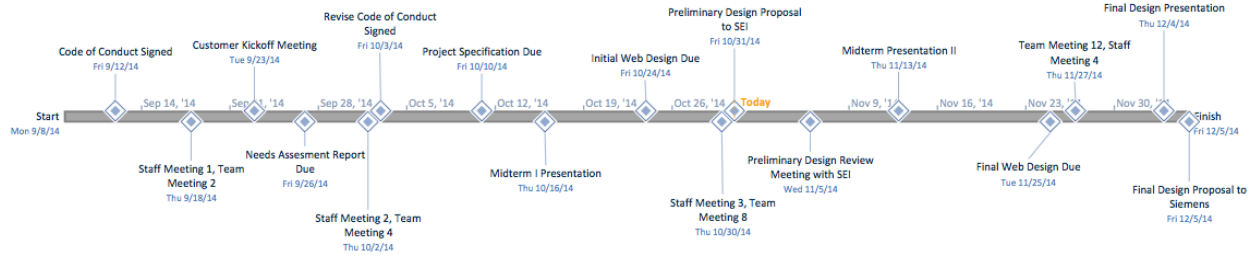 Final Design Presentation
Thu 12/4/14
Revise Code of Conduct
Signed
Fri 10/3/14
Preliminary Design Proposal
to SEI
Fri 10/31/14
Code of Conduct Signed
Fri 9/12/14
Customer Kickoff Meeting
Tue 9/23/14
Project Specification Due
Fri 10/10/14
Initial Web Design Due
Fri 10/24/14
Midterm Presentation II
Thu 11/13/14
Team Meeting 12, Staff
Meeting 4
Thu 11/27/14
Sep 14, '14
Sep 28, '14
Oct 5, '14
Oct 12, '14
Oct 19, '14
Oct 26, '14
Today
Nov 9, '14
Nov 16, '14
Nov 23, '14
Nov 30, '14
Start
Mon 9/8/14
Finish
Fri 12/5/14
Staff Meeting 1, Team
Meeting 2
Thu 9/18/14
Needs Assesment Report
Due
Fri 9/26/14
Staff Meeting 2, Team
Meeting 4
Thu 10/2/14
Midterm I Presentation
Thu 10/16/14
Staff Meeting 3, Team
Meeting 8
Thu 10/30/14
Preliminary Design Review
Meeting with SEI
Wed 11/5/14
Final Web Design Due
Tue 11/25/14
Final Design Proposal to
Siemens
Fri 12/5/14